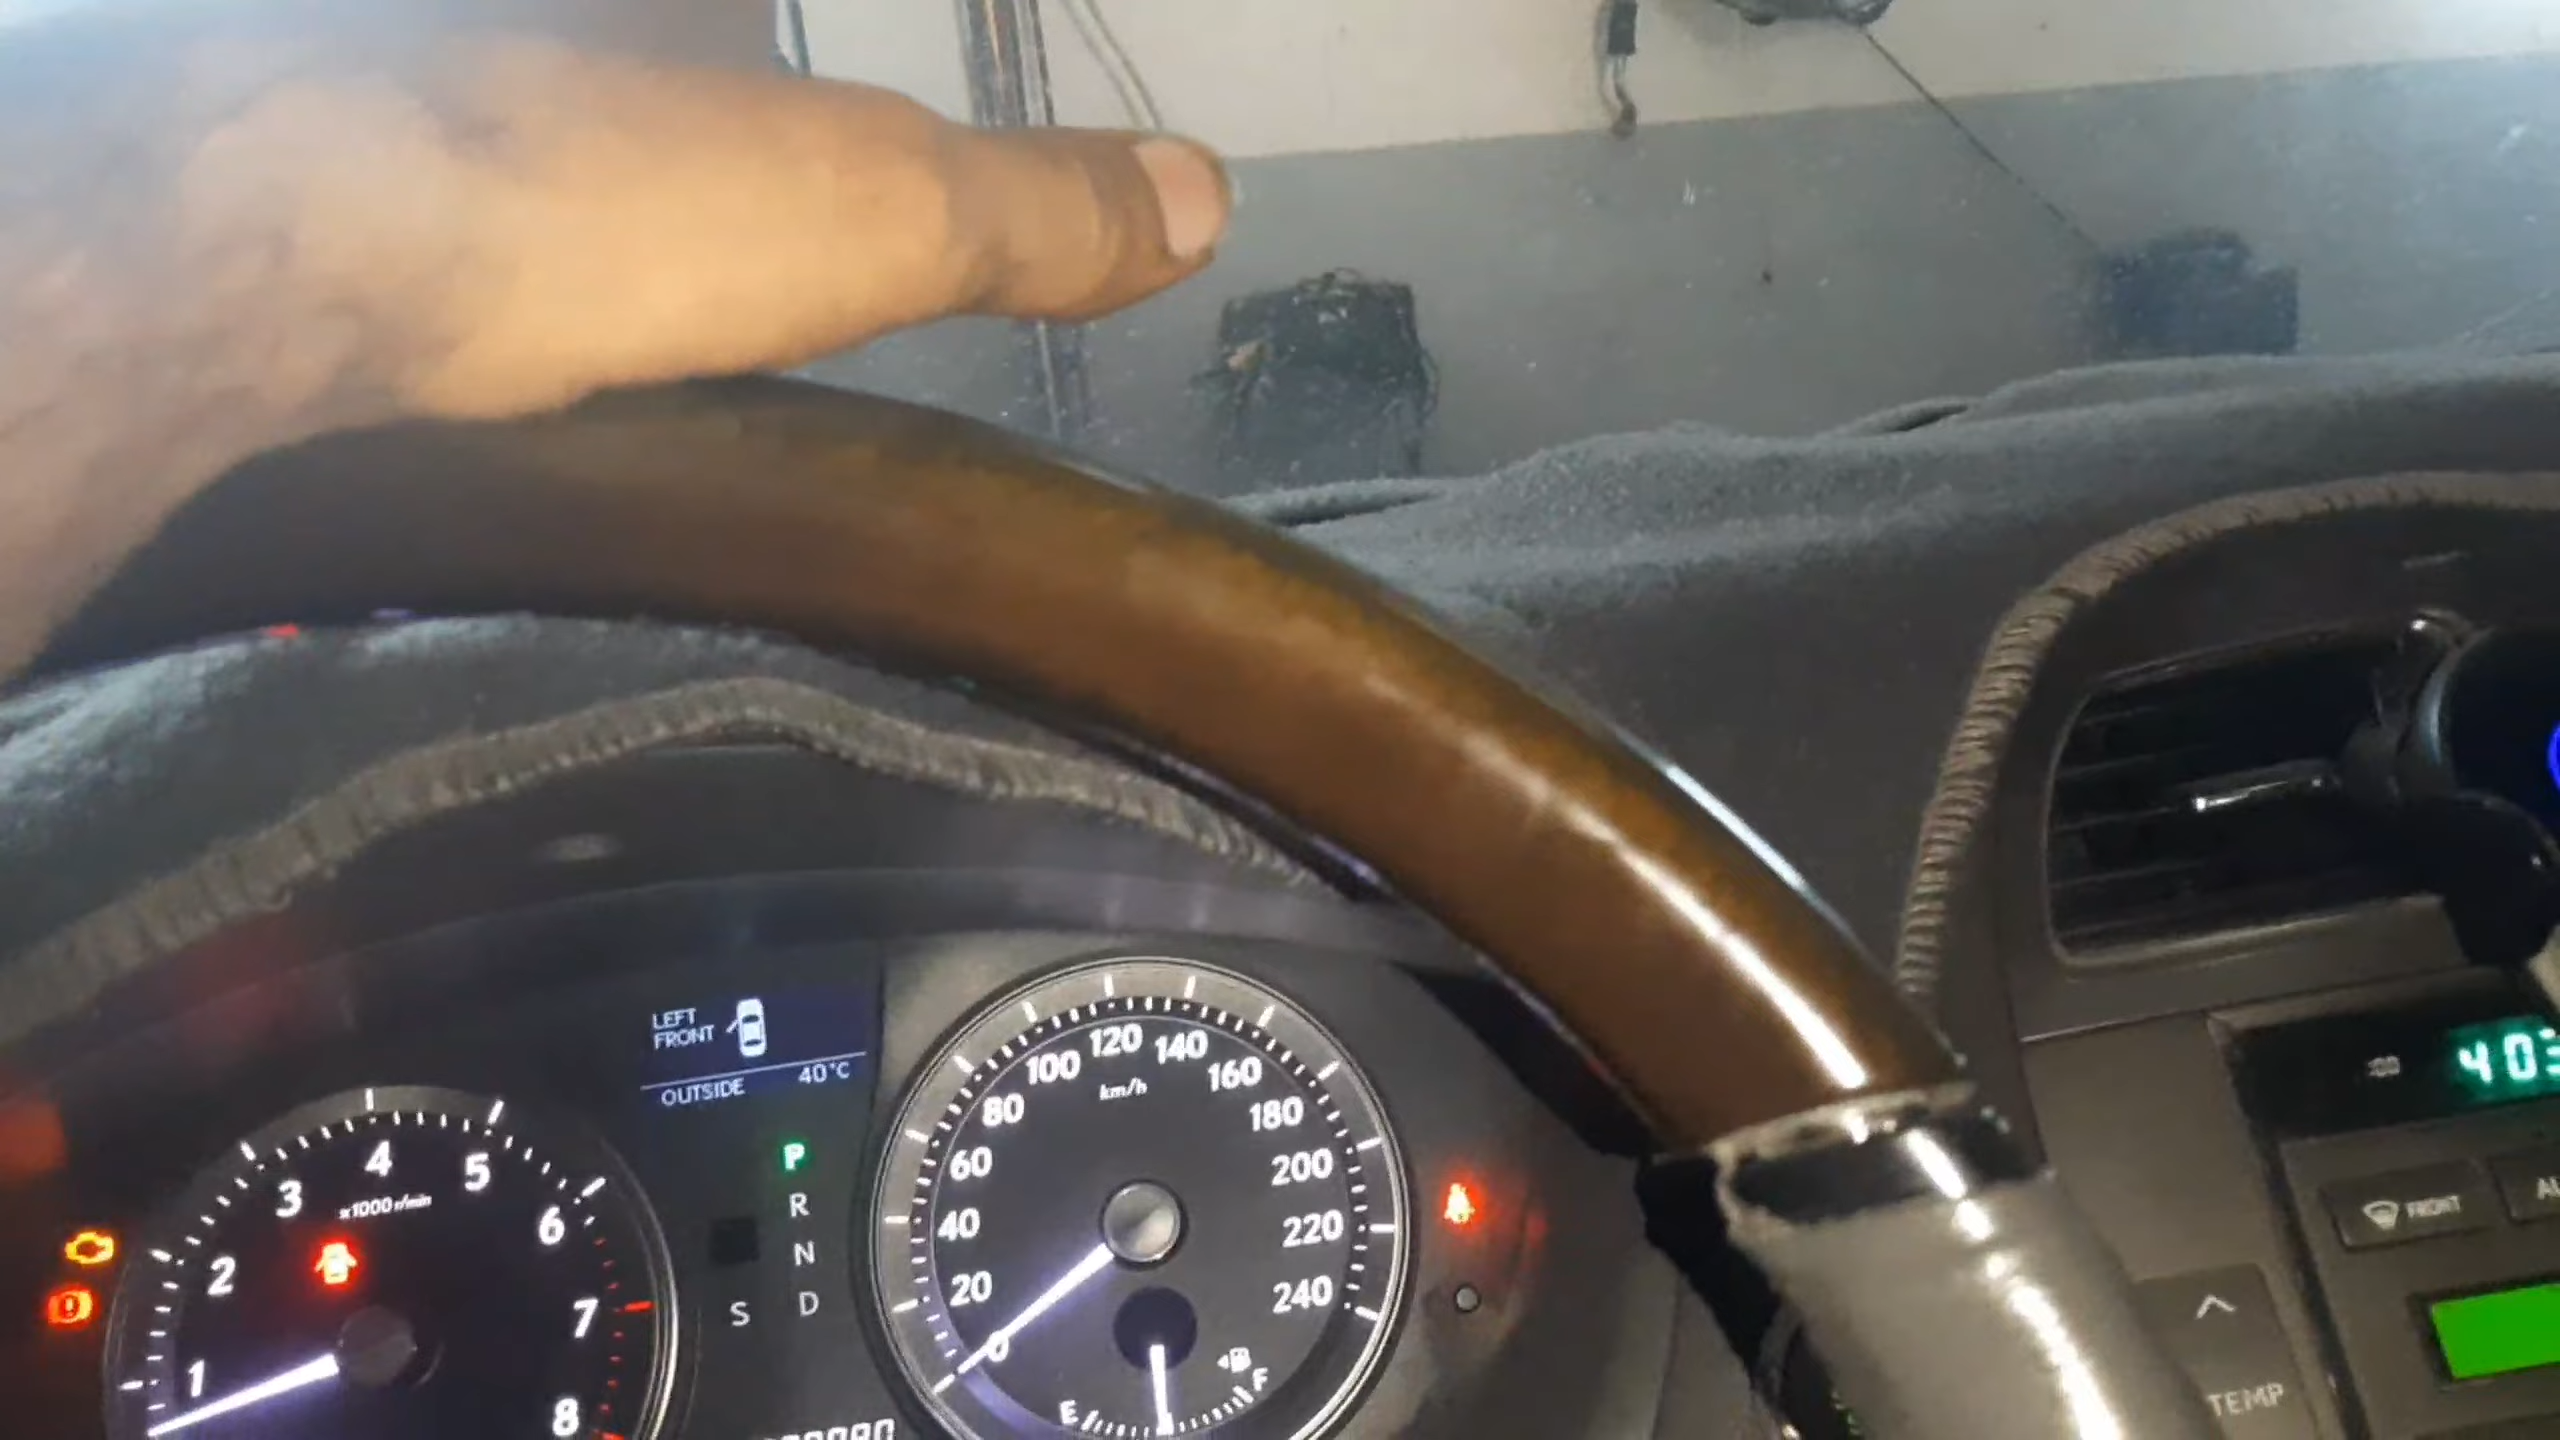 LEFT
FRONT
OUTSIDE 40°C
1 2 3 4 5 6 7 8
x1000 r/min
P
R
N
S D
0 20 40 60 80 100 120 140 160 180 200 220 240
km/h
E F
FRONT
TEMP